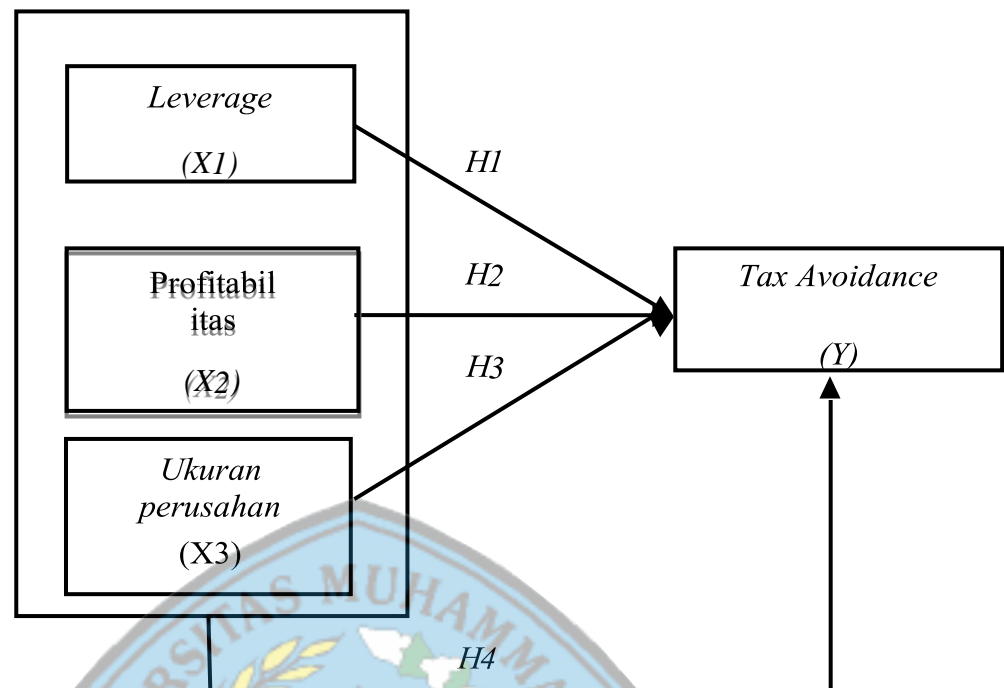 Leverage
(X1)
H1
Profitabil
itas
(X2)
H2
Tax Avoidance
(Y)
H3
Ukuran
perusahan
(X3)
H4